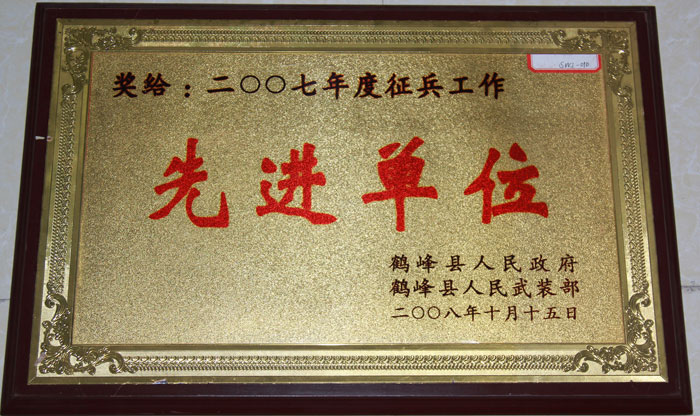 奖给：二〇〇七年度征兵工作
先进单位
鹤峰县人民政府
鹤峰县人民武装部
二〇〇八年十月十五日